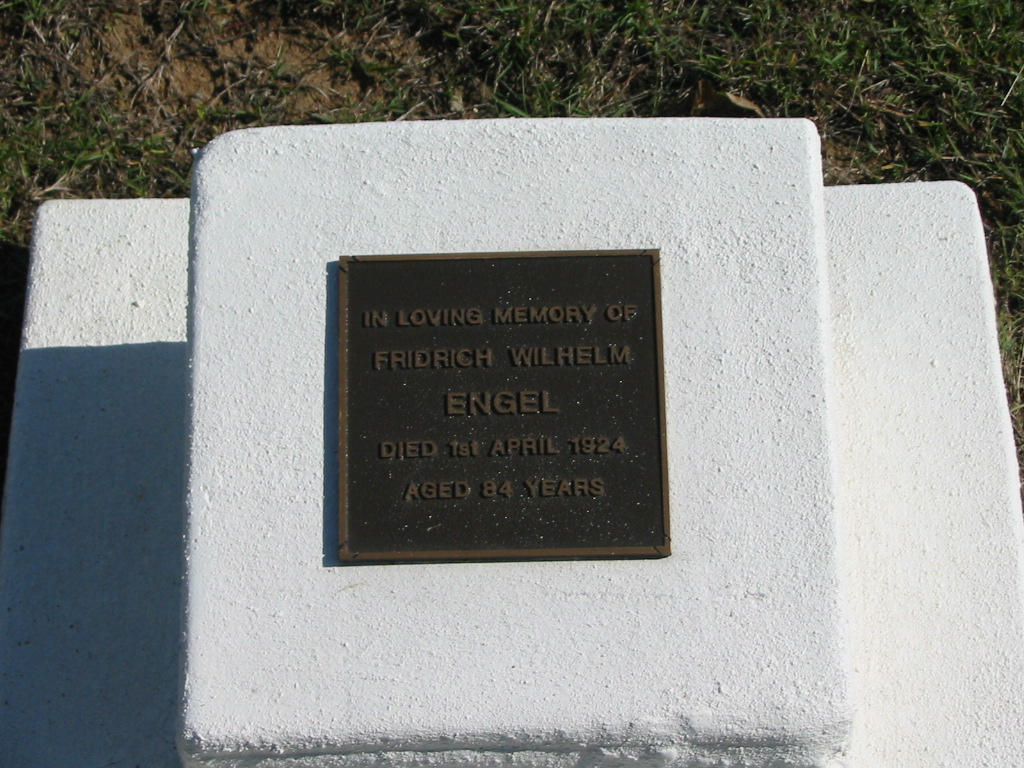 IN LOVING MEMORY OF
FRIDRICH WILHELM
ENGEL
DIED 1st APRIL 1924
AGED 84 YEARS